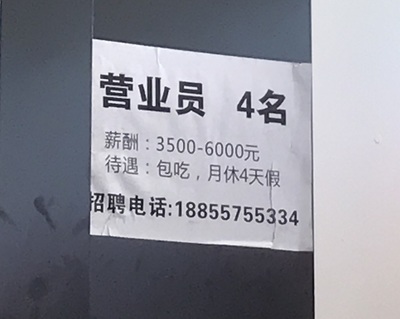 营业员 4名
薪酬：3500-6000元
待遇：包吃，月休4天假
招聘电话:18855755334